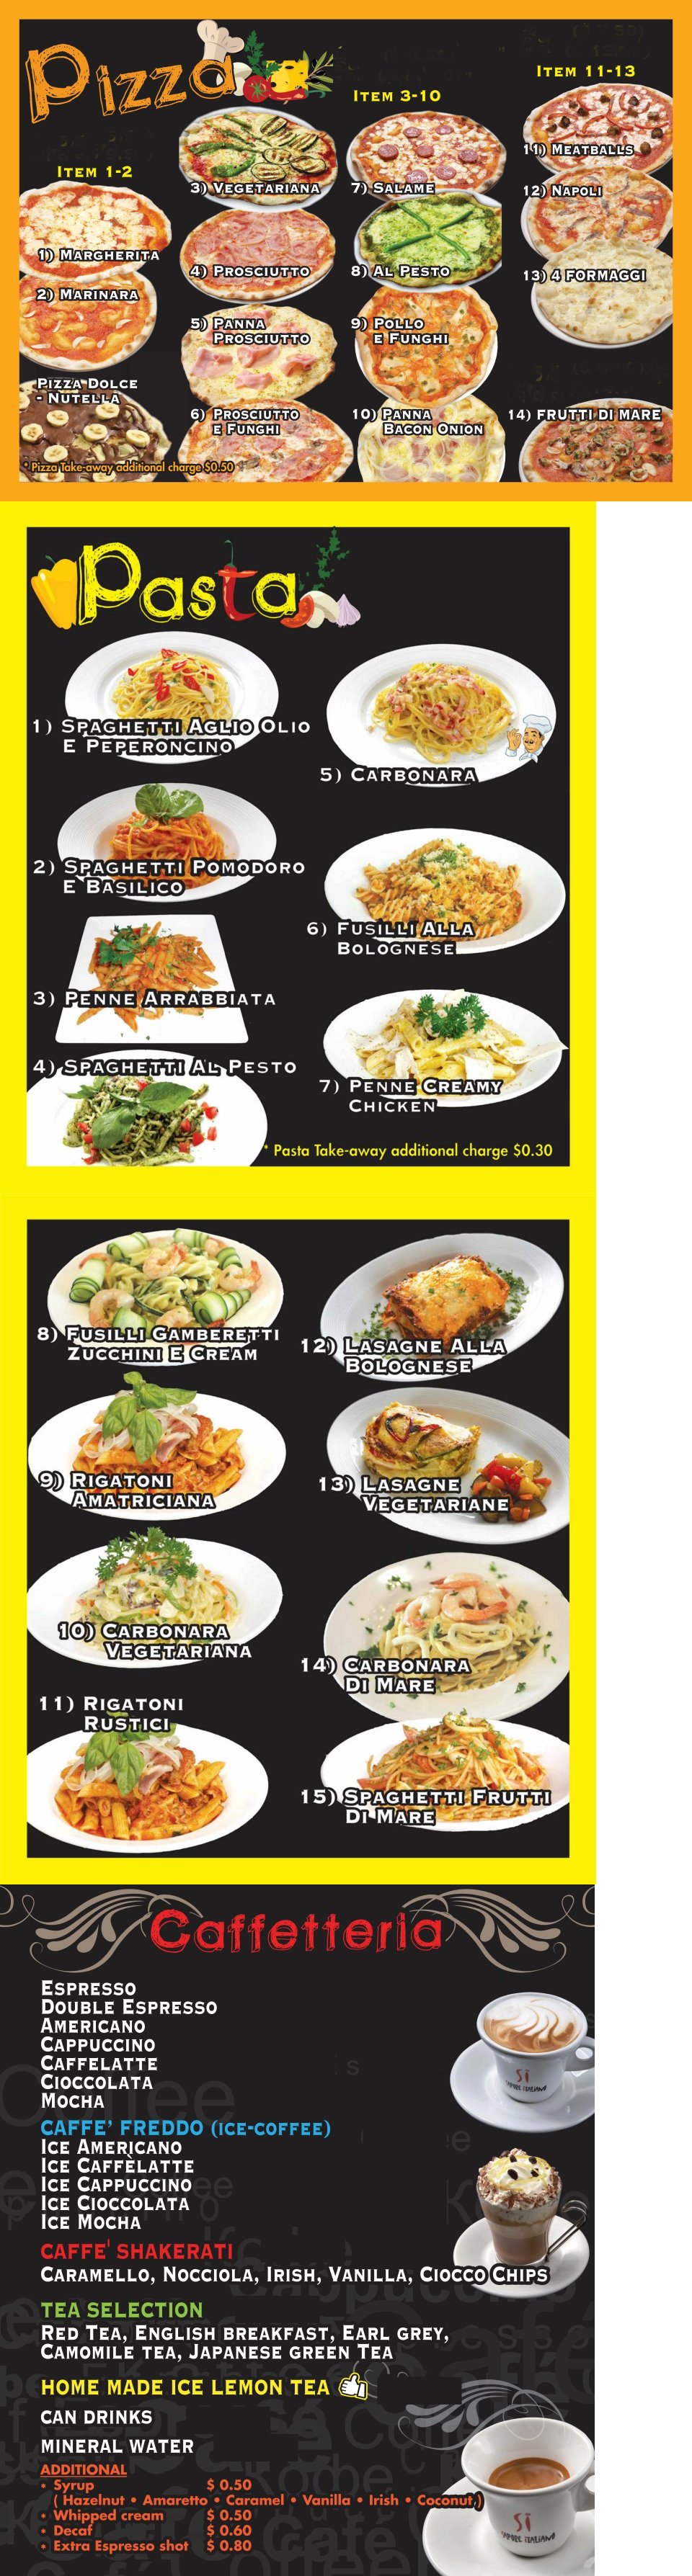 Pizza
ITEM 1-2
1) MARGHERITA
2) MARINARA
PIZZA DOLCE
- NUTELLA
* Pizza Take-away additional charge $0.50
3) VEGETARIANA
4) PROSCIUTTO
5) PANNA
PROSCIUTTO
6) PROSCIUTTO
E FUNGHI
ITEM 3-10
7) SALAME
8) AL PESTO
9) POLLO
E FUNGHI
10) PANNA
BACON ONION
ITEM 11-13
11) MEATBALLS
12) NAPOLI
13) 4 FORMAGGI
14) FRUTTI DI MARE
Pasta
1) SPAGHETTI AGLIO OLIO
E PEPERONCINO
2) SPAGHETTI POMODORO
E BASILICO
3) PENNE ARRABBIATA
4) SPAGHETTI AL PESTO
5) CARBONARA
6) FUSILLI ALLA
BOLOGNESE
7) PENNE CREAMY
CHICKEN
* Pasta Take-away additional charge $0.30
8) FUSILLI GAMBERETTI
ZUCCHINI E CREAM
9) RIGATONI
AMATRICIANA
10) CARBONARA
VEGETARIANA
11) RIGATONI
RUSTICI
12) LASAGNE ALLA
BOLOGNESE
13) LASAGNE
VEGETARIANE
14) CARBONARA
DI MARE
15) SPAGHETTI FRUTTI
DI MARE
Caffetteria
ESPRESSO
DOUBLE ESPRESSO
AMERICANO
CAPPUCCINO
CAFFELATTE
CIOCCOLATA
MOCHA
CAFFE' FREDDO (ICE-COFFEE)
ICE AMERICANO
ICE CAFFÈLATTE
ICE CAPPUCCINO
ICE CIOCCOLATA
ICE MOCHA
CAFFE' SHAKERATI
CARAMELLO, NOCCIOLA, IRISH, VANILLA, CIOCCO CHIPS
TEA SELECTION
RED TEA, ENGLISH BREAKFAST, EARL GREY,
CAMOMILE TEA, JAPANESE GREEN TEA
HOME MADE ICE LEMON TEA
CAN DRINKS
MINERAL WATER
ADDITIONAL
• Syrup $ 0.50
( Hazelnut • Amaretto • Caramel • Vanilla • Irish • Coconut )
• Whipped cream $ 0.50
• Decaf $ 0.60
• Extra Espresso shot $ 0.80
Sì
SAPORE ITALIANO
Sì
SAPORE ITALIANO